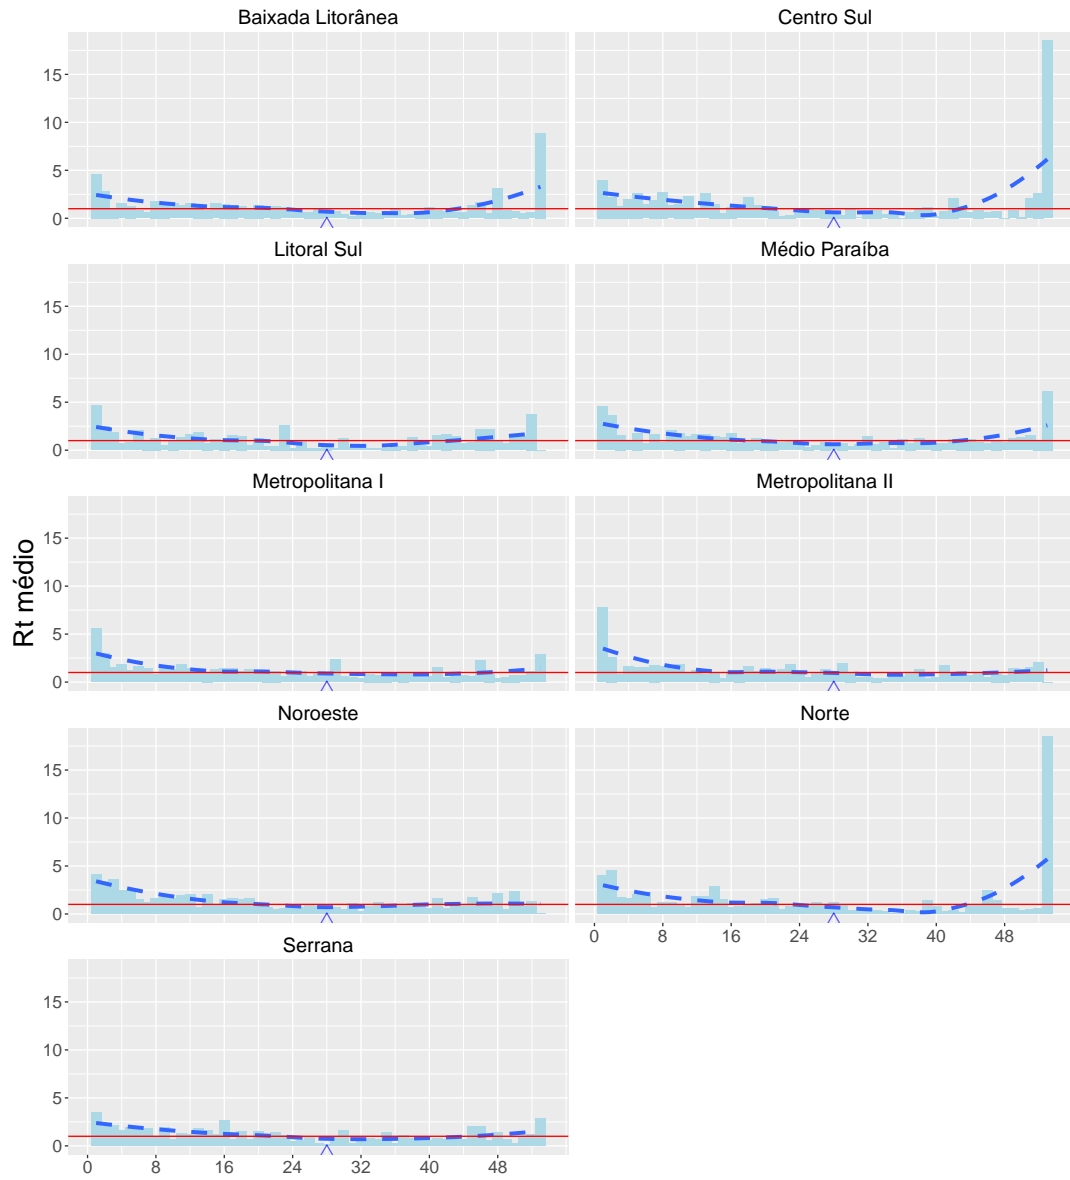 Baixada Litorânea
Centro Sul
15
10
5
0
Litoral Sul
Médio Paraíba
15
10
5
0
Metropolitana I
Metropolitana II
15
10
5
0
Rt médio
Noroeste
Norte
15
10
5
0
0 8 16 24 32 40 48
Serrana
15
10
5
0
0 8 16 24 32 40 48